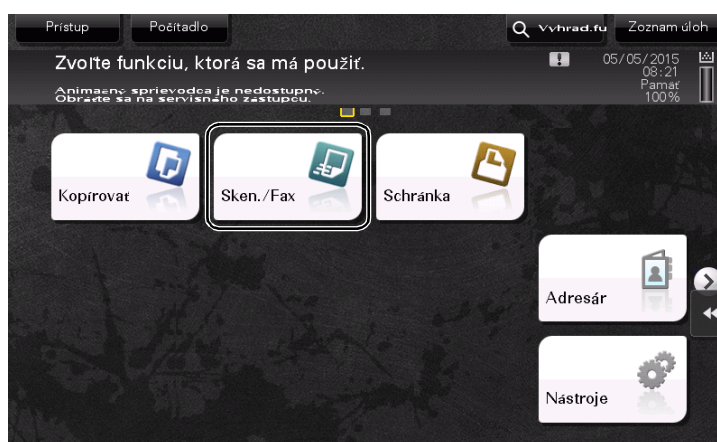 Prístup
Počítadlo
Vyhrad.fu
Zoznam úloh
Zvoľte funkciu, ktorá sa má použiť.
sprievodca je nedostupný.
Obráťte sa na servisného zástupcu.
05/05/2015
08:21
Pamäť
100%
Kopírovať
Sken./Fax
Schránka
Adresár
Nástroje